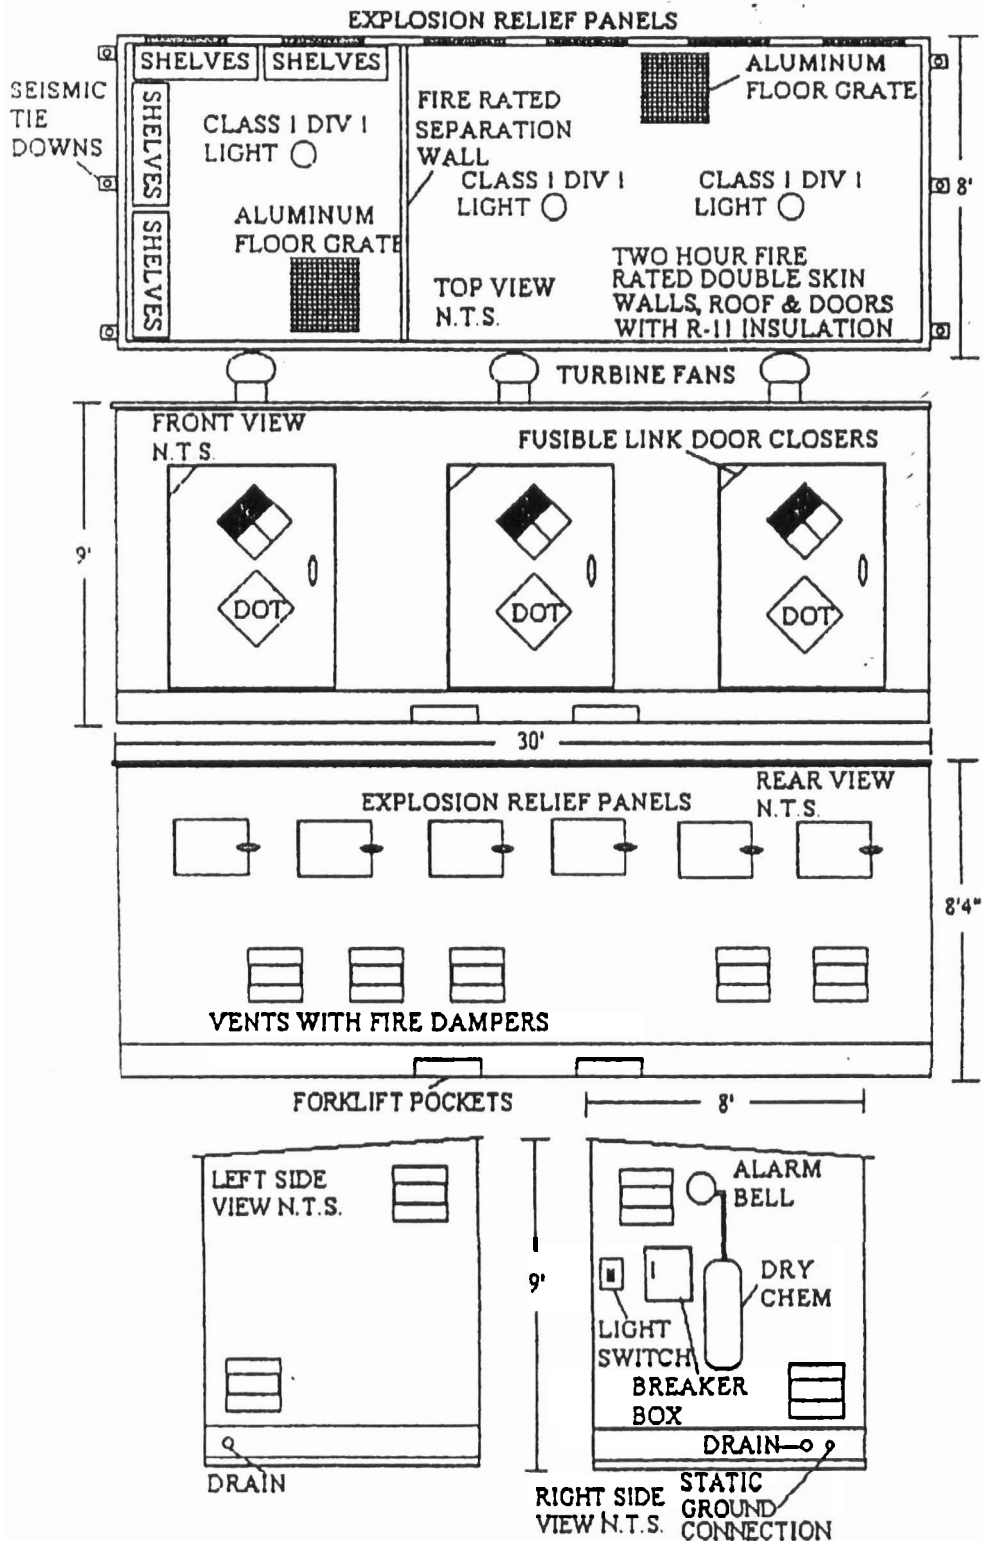 EXPLOSION RELIEF PANELS
SHELVES
SHELVES
ALUMINUM
FLOOR GRATE
SEISMIC
TIE
DOWNS
SHELVES
FIRE RATED
SEPARATION
WALL
CLASS I DIV I
LIGHT
CLASS I DIV I
LIGHT
CLASS I DIV I
LIGHT
8'
SHELVES
ALUMINUM
FLOOR GRATE
TWO HOUR FIRE
RATED DOUBLE SKIN
WALLS, ROOF & DOORS
WITH R-11 INSULATION
TOP VIEW
N.T.S.
TURBINE FANS
FRONT VIEW
N.T S.
FUSIBLE LINK DOOR CLOSERS
9'
DOT
DOT
DOT
30'
REAR VIEW
N.T.S.
EXPLOSION RELIEF PANELS
8'4"
VENTS WITH FIRE DAMPERS
FORKLIFT POCKETS
8'
LEFT SIDE
VIEW N.T.S.
ALARM
BELL
9'
DRY
CHEM
LIGHT
SWITCH
BREAKER
BOX
DRAIN
DRAIN
RIGHT SIDE
VIEW N.T.S.
STATIC
GROUND
CONNECTION